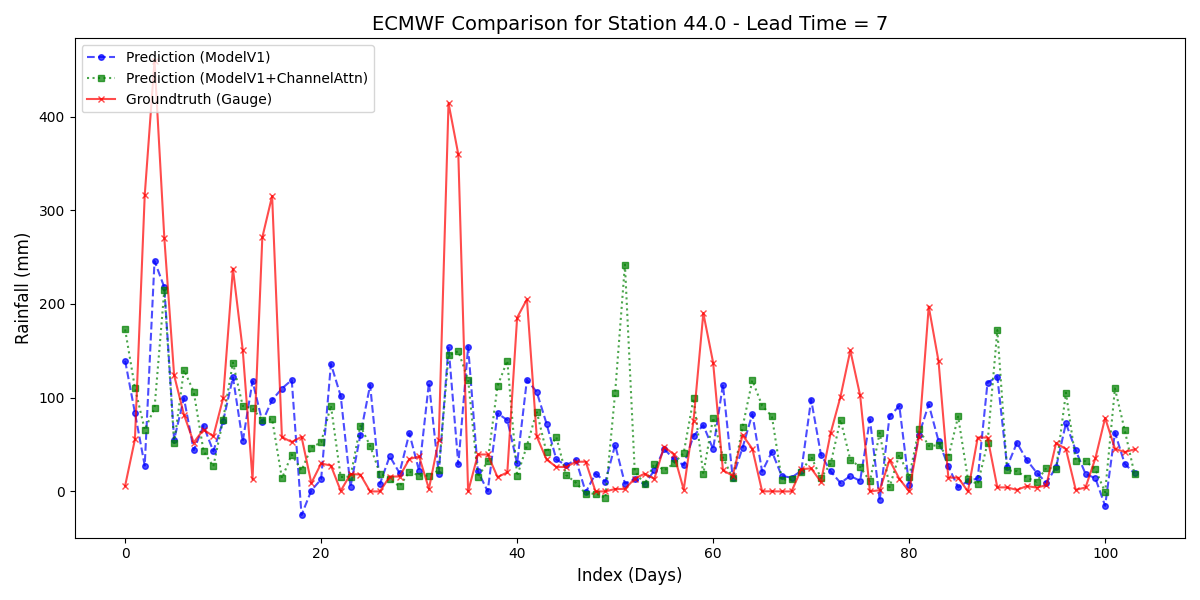 ECMWF Comparison for Station 44.0 - Lead Time = 7
Prediction (ModelV1)
Prediction (ModelV1+ChannelAttn)
Groundtruth (Gauge)
Rainfall (mm)
400
300
200
100
0
0 20 40 60 80 100
Index (Days)